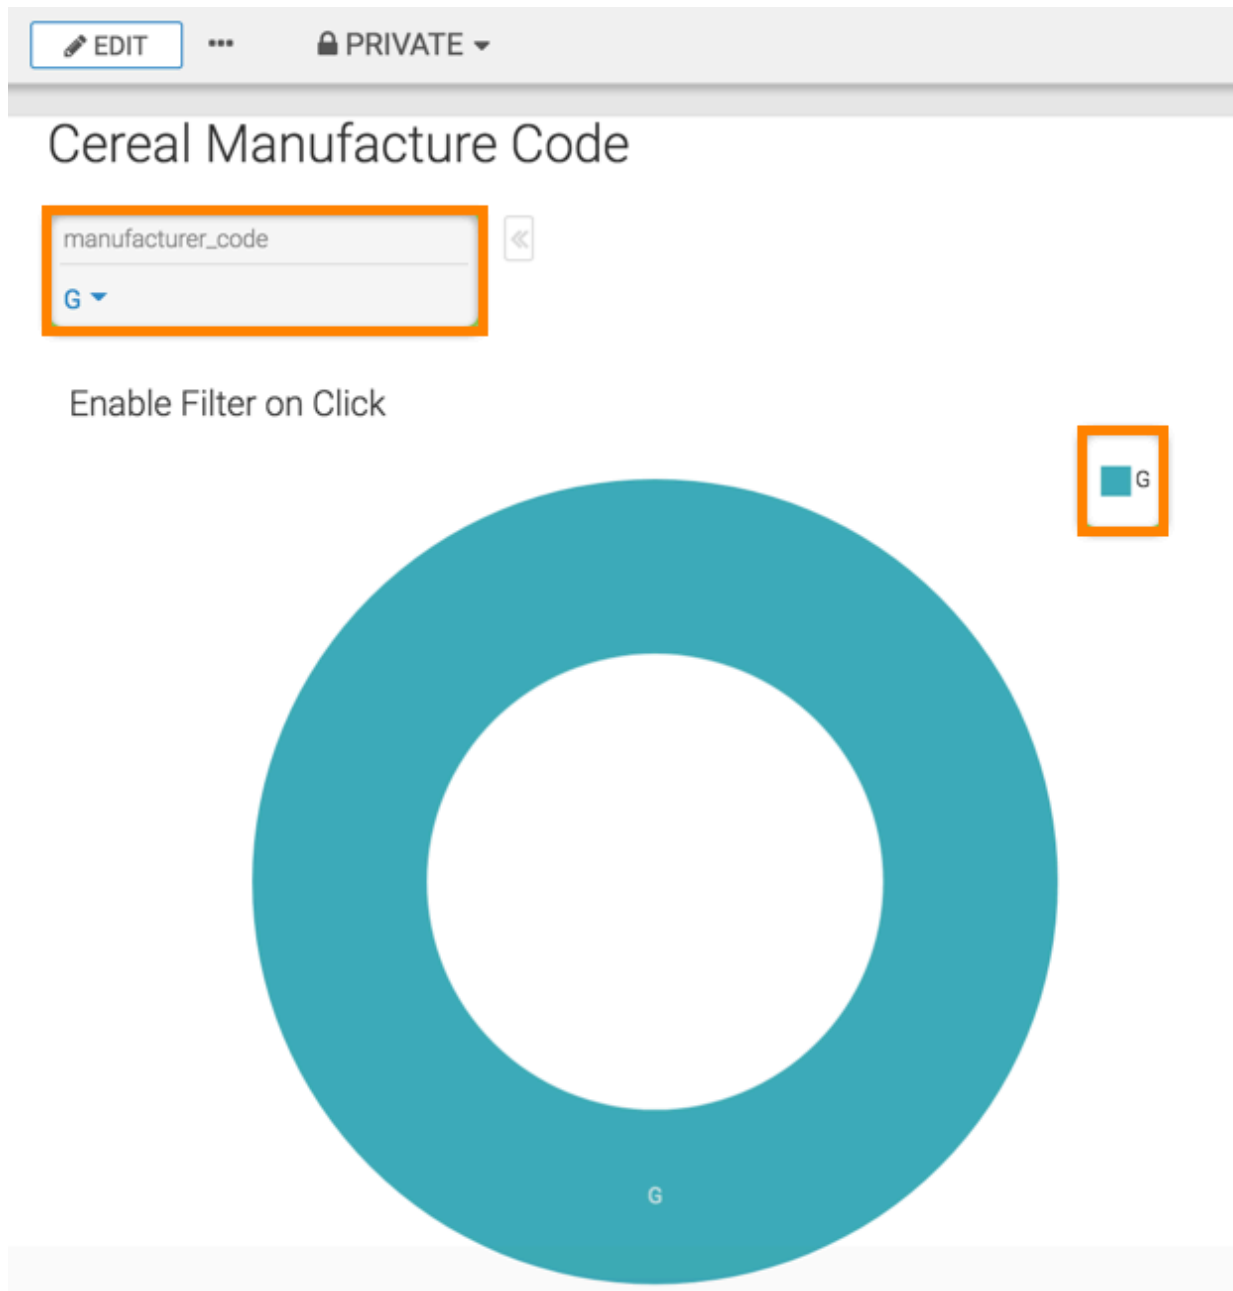 EDIT ••• PRIVATE
Cereal Manufacture Code
manufacturer_code
G
Enable Filter on Click
G
G